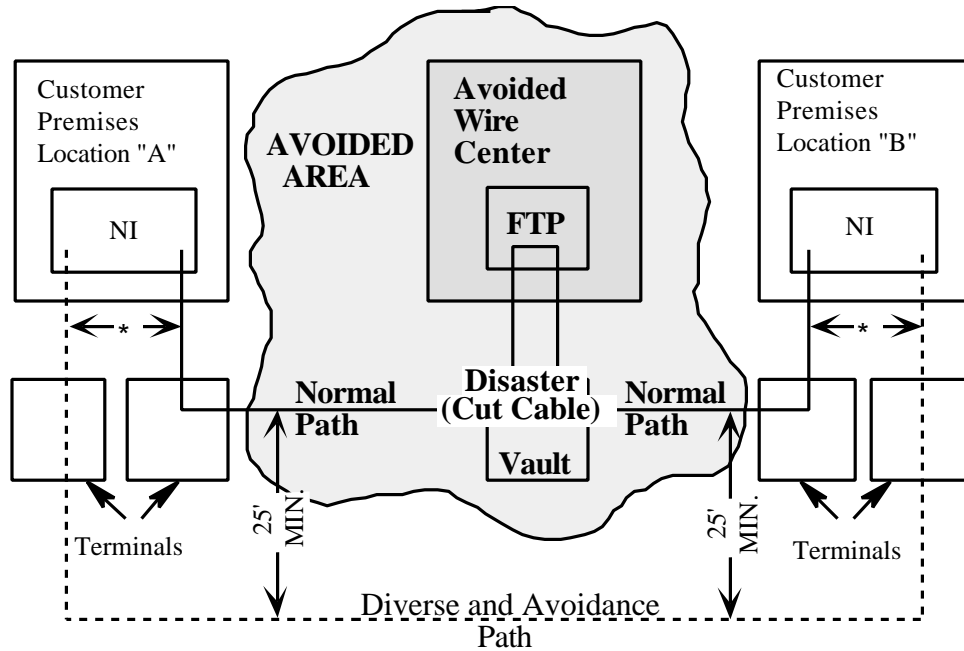 Customer
Premises
Location "A"
NI
*
Terminals
AVOIDED
AREA
Avoided
Wire
Center
FTP
Normal
Path
Disaster
(Cut Cable)
Vault
Normal
Path
25'
MIN.
25'
MIN.
Customer
Premises
Location "B"
NI
*
Terminals
Diverse and Avoidance
Path